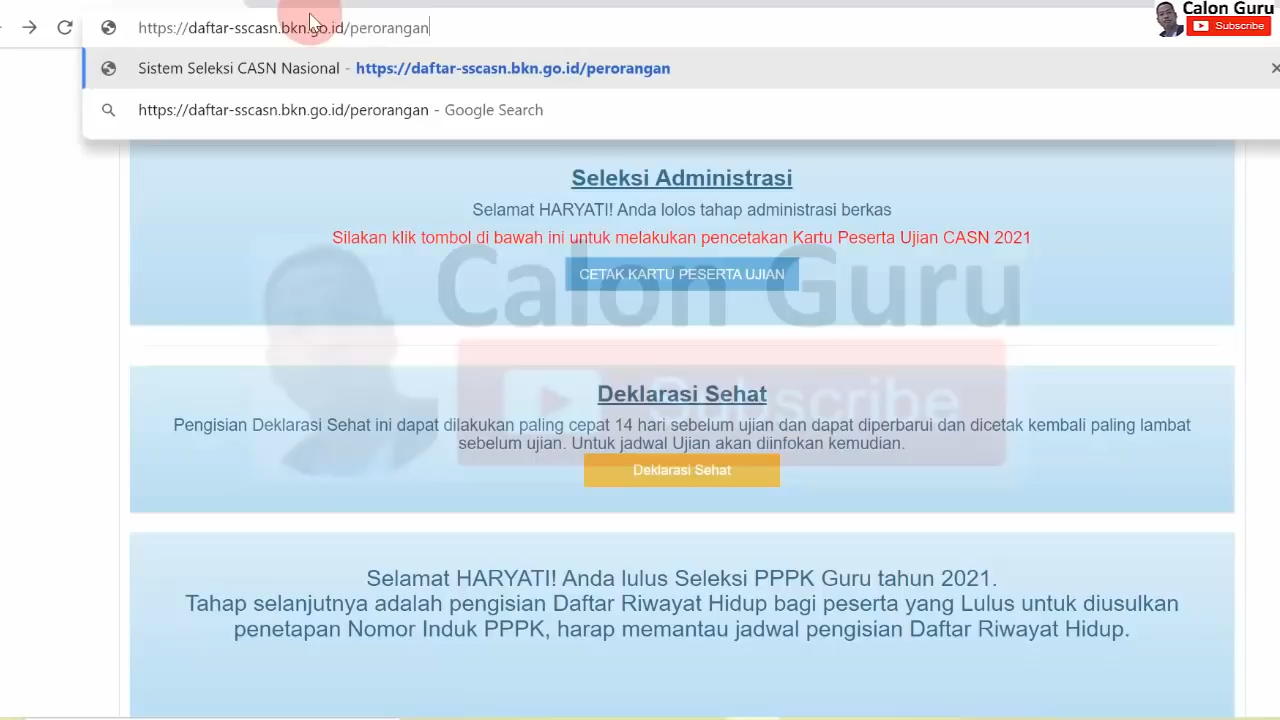 https://daftar-sscasn.bkn.go.id/perorangan
Calon Guru
Subscribe
Sistem Seleksi CASN Nasional - https://daftar-sscasn.bkn.go.id/perorangan
https://daftar-sscasn.bkn.go.id/perorangan - Google Search
Seleksi Administrasi
Selamat HARYATI! Anda lolos tahap administrasi berkas
Silakan klik tombol di bawah ini untuk melakukan pencetakan Kartu Peserta Ujian CASN 2021
CETAK KARTU PESERTA UJIAN
Calon Guru
Subscribe
Deklarasi Sehat
Pengisian Deklarasi Sehat ini dapat dilakukan paling cepat 14 hari sebelum ujian dan dapat diperbarui dan dicetak kembali paling lambat
sebelum ujian. Untuk jadwal Ujian akan diinfokan kemudian.
Deklarasi Sehat
Selamat HARYATI! Anda lulus Seleksi PPPK Guru tahun 2021.
Tahap selanjutnya adalah pengisian Daftar Riwayat Hidup bagi peserta yang Lulus untuk diusulkan
penetapan Nomor Induk PPPK, harap memantau jadwal pengisian Daftar Riwayat Hidup.